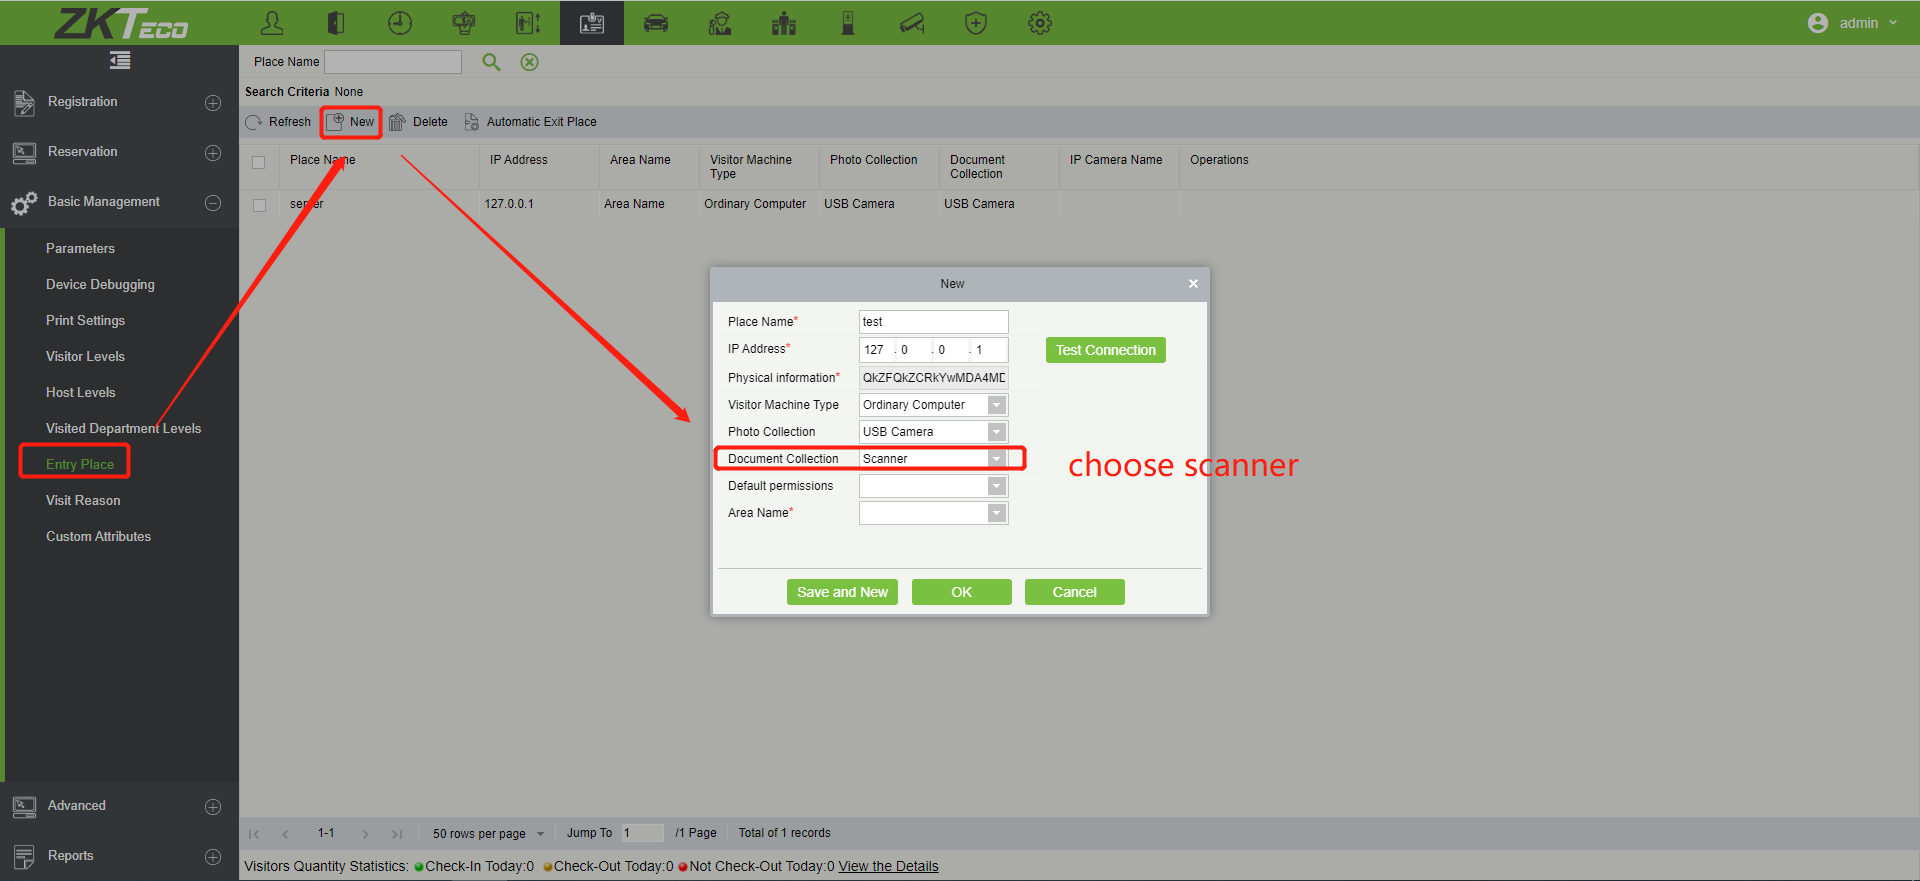 ZKTeco
admin
Place Name
Search Criteria None
Registration
Reservation
Basic Management
Parameters
Device Debugging
Print Settings
Visitor Levels
Host Levels
Visited Department Levels
Entry Place
Visit Reason
Custom Attributes
Advanced
Reports
Refresh New Delete Automatic Exit Place
Place Name IP Address Area Name Visitor Machine Type Photo Collection Document Collection IP Camera Name Operations
server 127.0.0.1 Area Name Ordinary Computer USB Camera USB Camera
New
Place Name* test
IP Address* 127 . 0 . 0 . 1 Test Connection
Physical information* QkZFQkZCRkYwMDA4MD
Visitor Machine Type Ordinary Computer
Photo Collection USB Camera
Document Collection Scanner
choose scanner
Default permissions
Area Name*
Save and New OK Cancel
1-1 50 rows per page Jump To 1 /1 Page Total of 1 records
Visitors Quantity Statistics: Check-In Today:0 Check-Out Today:0 Not Check-Out Today:0 View the Details